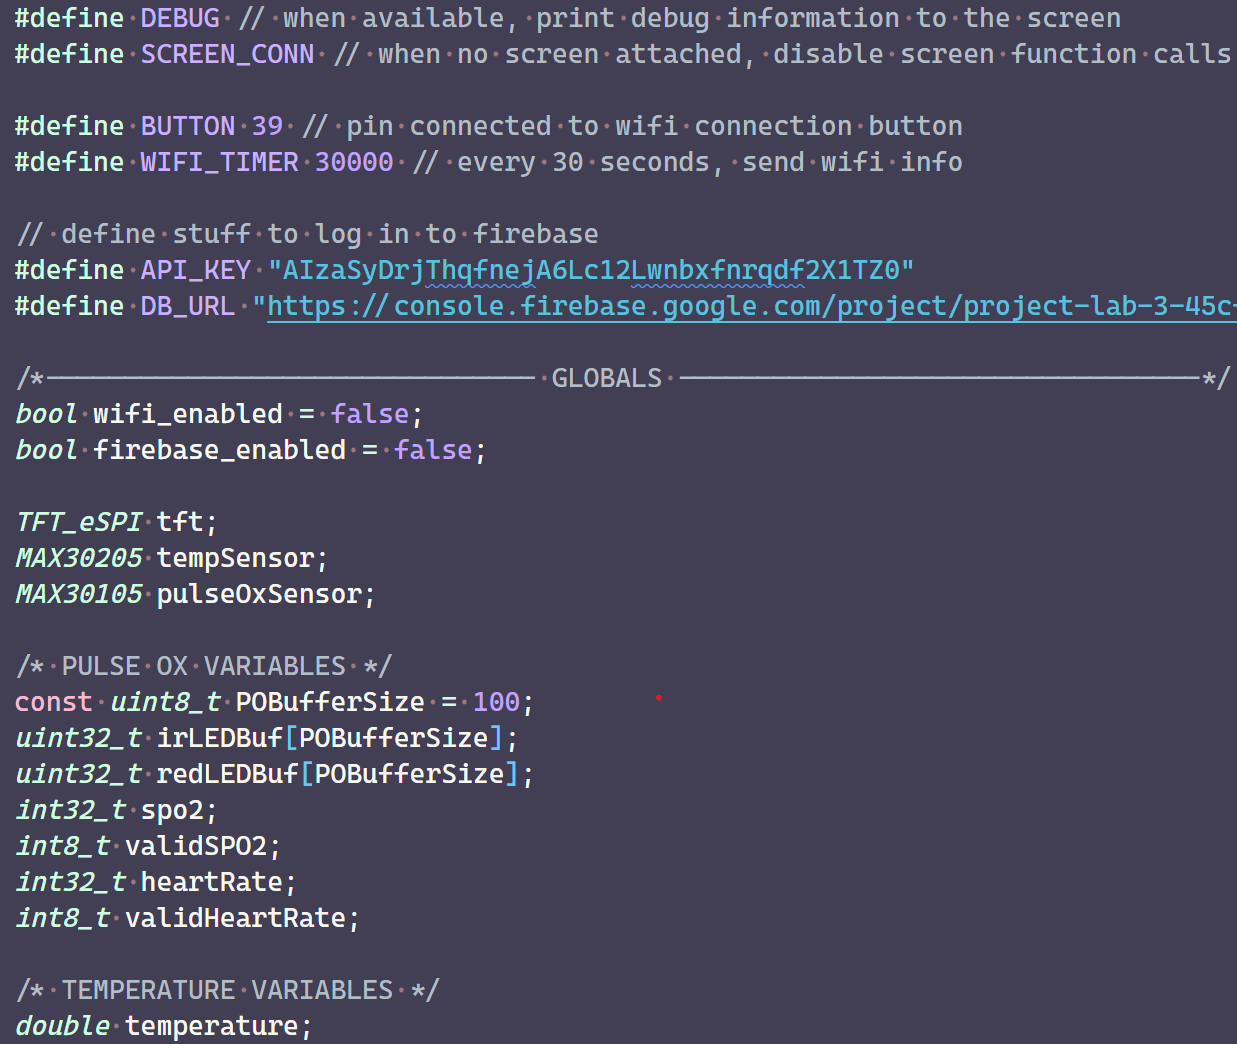 #define DEBUG // when available, print debug information to the screen
#define SCREEN_CONN // when no screen attached, disable screen function calls
#define BUTTON 39 // pin connected to wifi connection button
#define WIFI_TIMER 30000 // every 30 seconds, send wifi info
// define stuff to log in to firebase
#define API_KEY "AIzaSyDrjThqfnejA6Lc12Lwnbxfnrqdf2X1TZ0"
#define DB_URL "https://console.firebase.google.com/project/project-lab-3-45c
/*------------------------------- GLOBALS ---------------------------------*/
bool wifi_enabled = false;
bool firebase_enabled = false;
TFT_eSPI tft;
MAX30205 tempSensor;
MAX30105 pulseOxSensor;
/* PULSE OX VARIABLES */
const uint8_t POBufferSize = 100;
uint32_t irLEDBuf[POBufferSize];
uint32_t redLEDBuf[POBufferSize];
int32_t spo2;
int8_t validSPO2;
int32_t heartRate;
int8_t validHeartRate;
/* TEMPERATURE VARIABLES */
double temperature;